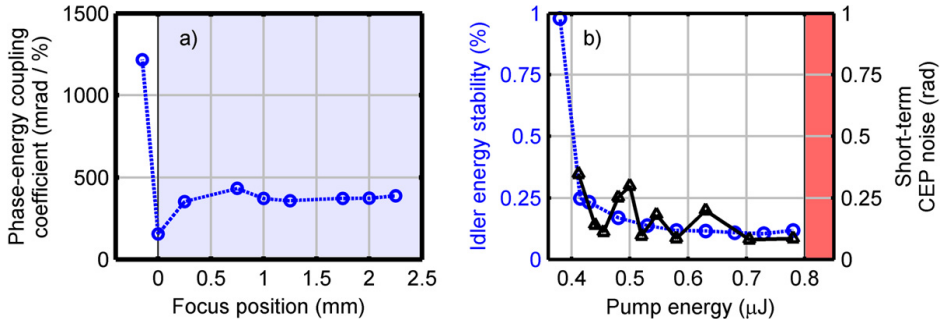 Phase-energy coupling
coefficient (mrad / %)
1500
1000
500
0
a)
0
0.5
1
1.5
2
2.5
Focus position (mm)
Idler energy stability (%)
1
0.75
0.5
0.25
0
b)
0.4
0.5
0.6
0.7
0.8
Pump energy (μJ)
1
0.75
0.5
0.25
0
Short-term
CEP noise (rad)